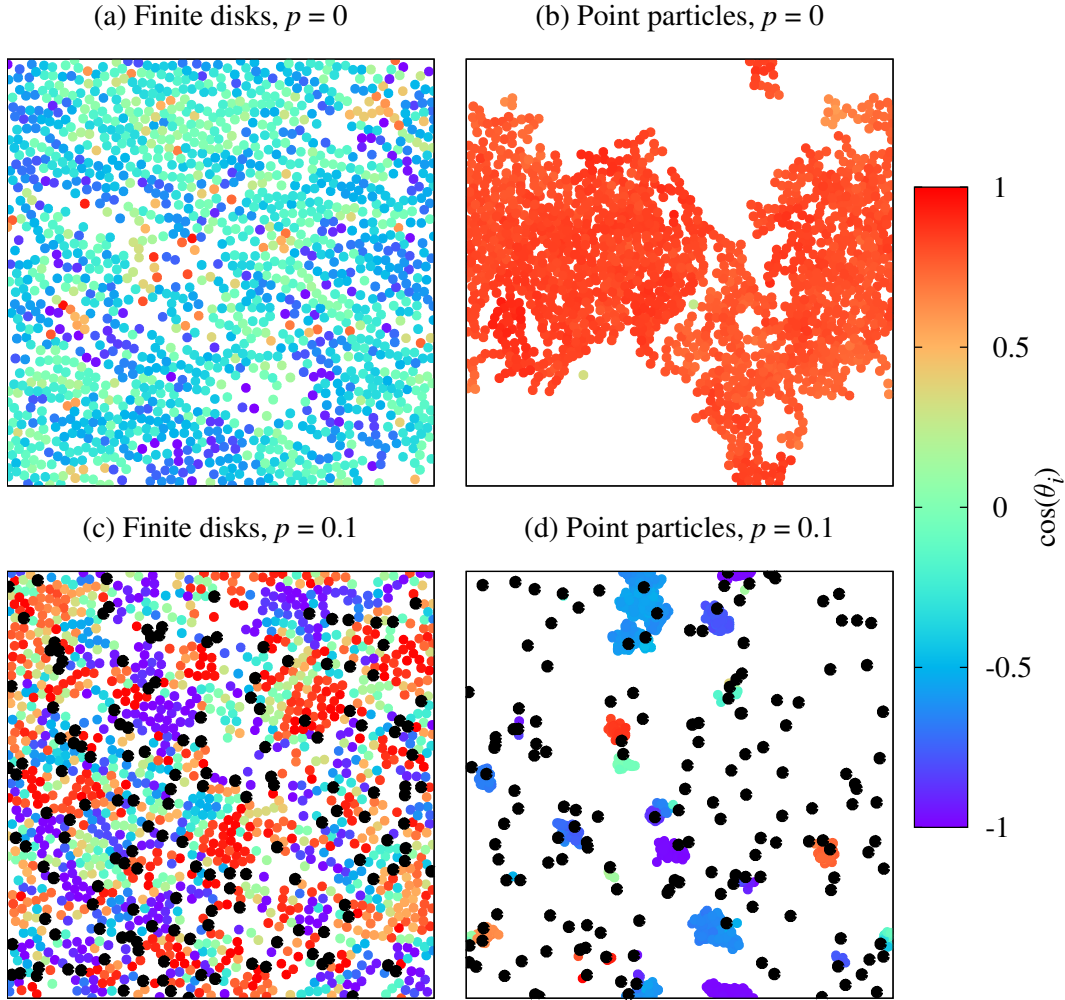 (a) Finite disks, p = 0
(b) Point particles, p = 0
(c) Finite disks, p = 0.1
(d) Point particles, p = 0.1
1
0.5
0
-0.5
-1
cos(θi)